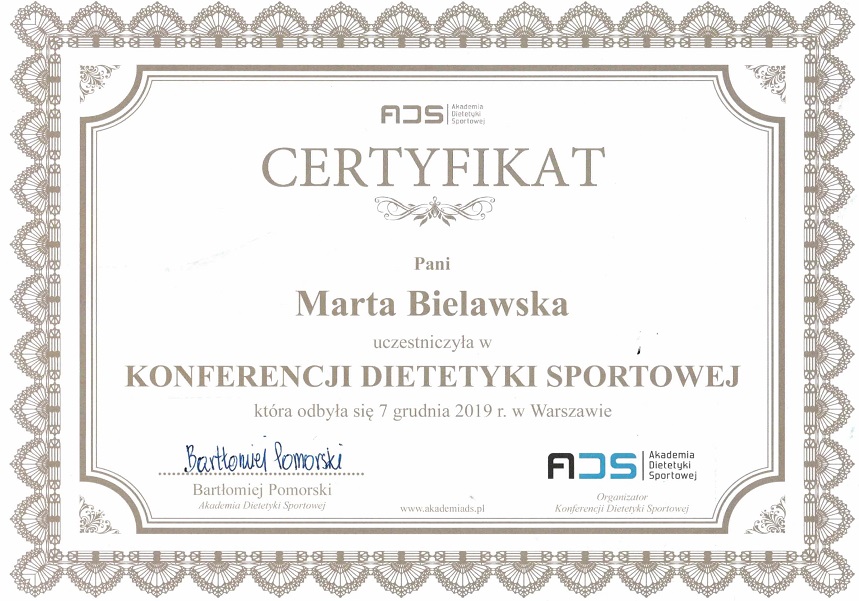 ADS
Akademia
Dietetyki
Sportowej
CERTYFIKAT
Pani
Marta Bielawska
uczestniczyła w
KONFERENCJI DIETETYKI SPORTOWEJ
która odbyła się 7 grudnia 2019 r. w Warszawie
Bartłomiej Pomorski
Bartłomiej Pomorski
Akademia Dietetyki Sportowej
www.akademiads.pl
ADS
Akademia
Dietetyki
Sportowej
Organizator
Konferencji Dietetyki Sportowej